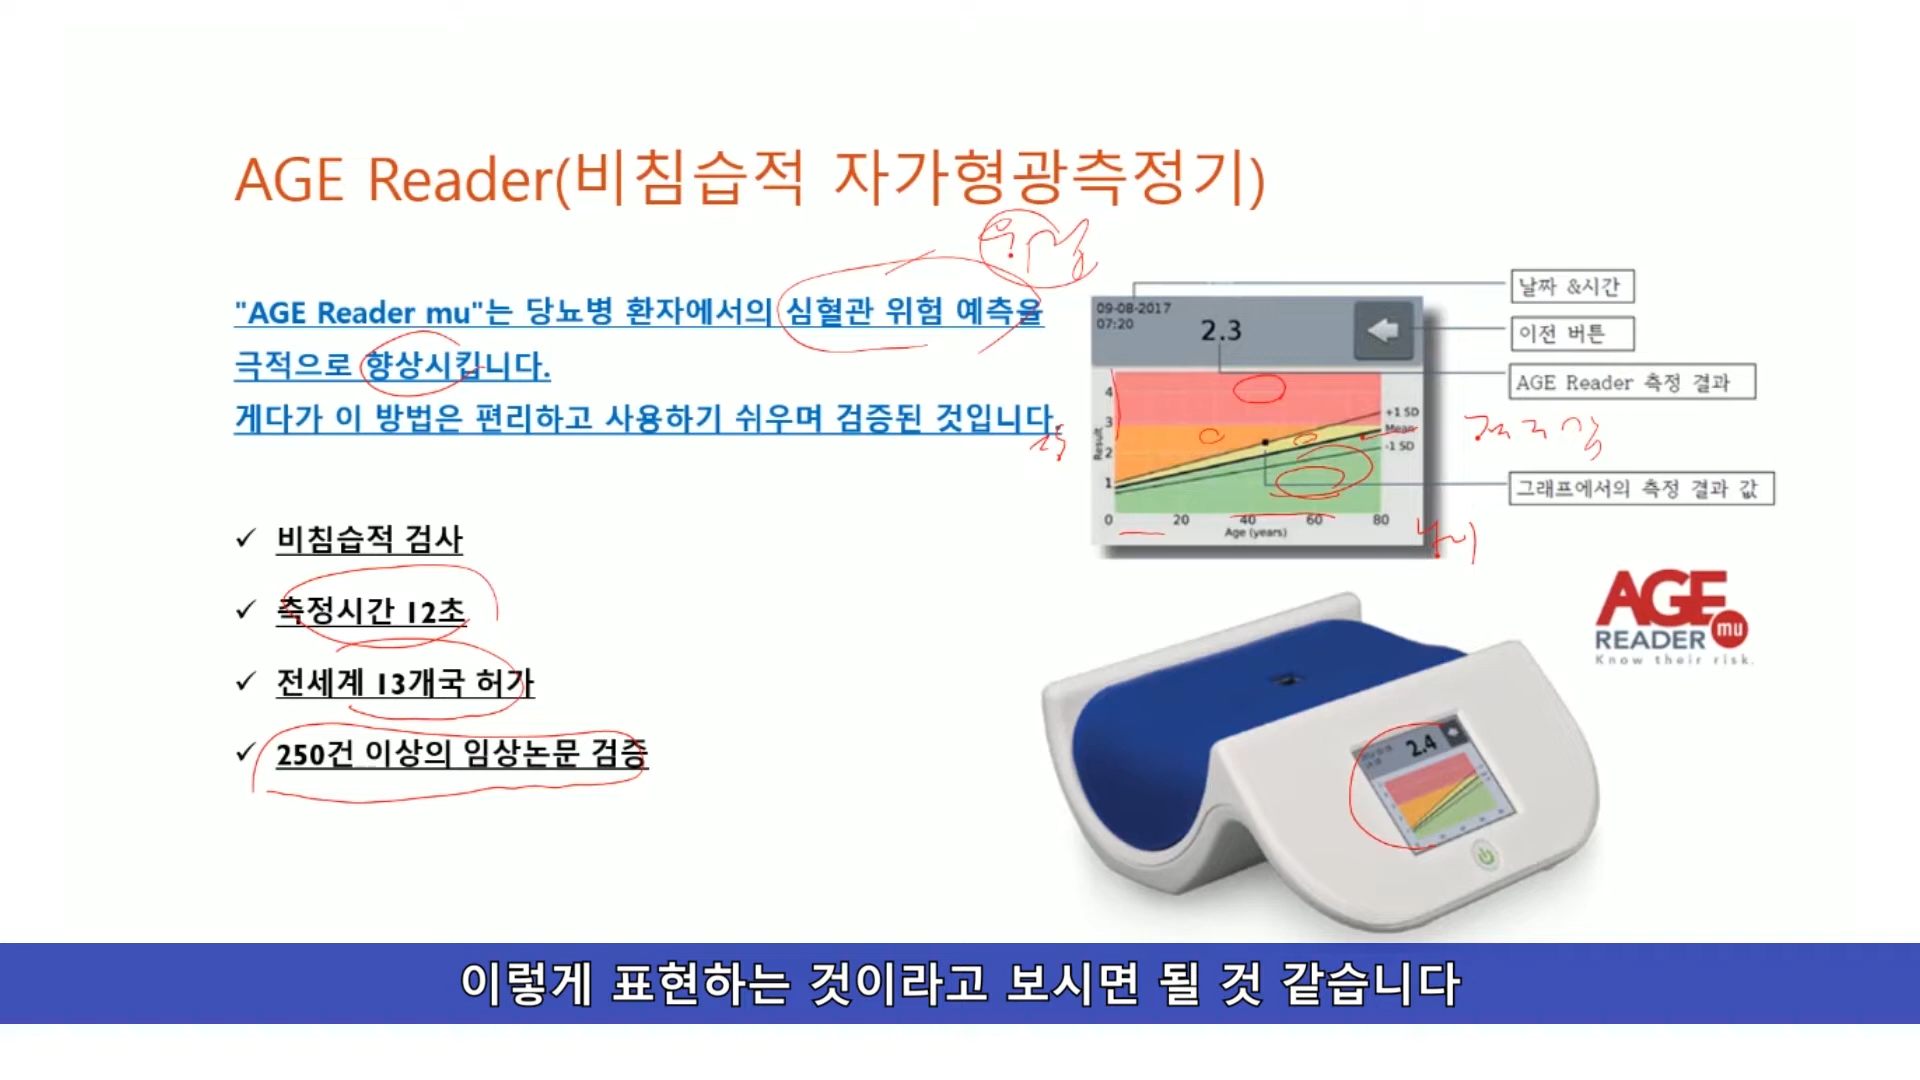 AGE Reader(비침습적 자가형광측정기)
"AGE Reader mu"는 당뇨병 환자에서의 심혈관 위험 예측을
극적으로 향상시킵니다.
게다가 이 방법은 편리하고 사용하기 쉬우며 검증된 것입니다.
✓ 비침습적 검사
✓ 측정시간 12초
✓ 전세계 13개국 허가
✓ 250건 이상의 임상논문 검증
09-08-2017
07:20
2.3
날짜 &시간
이전 버튼
AGE Reader 측정 결과
그래프에서의 측정 결과 값
+1 SD
Mean
-1 SD
Result
4
3
2
1
0 20 40 60 80
Age (years)
나이
AGE
READER mu
Know their risk.
2.4
이렇게 표현하는 것이라고 보시면 될 것 같습니다